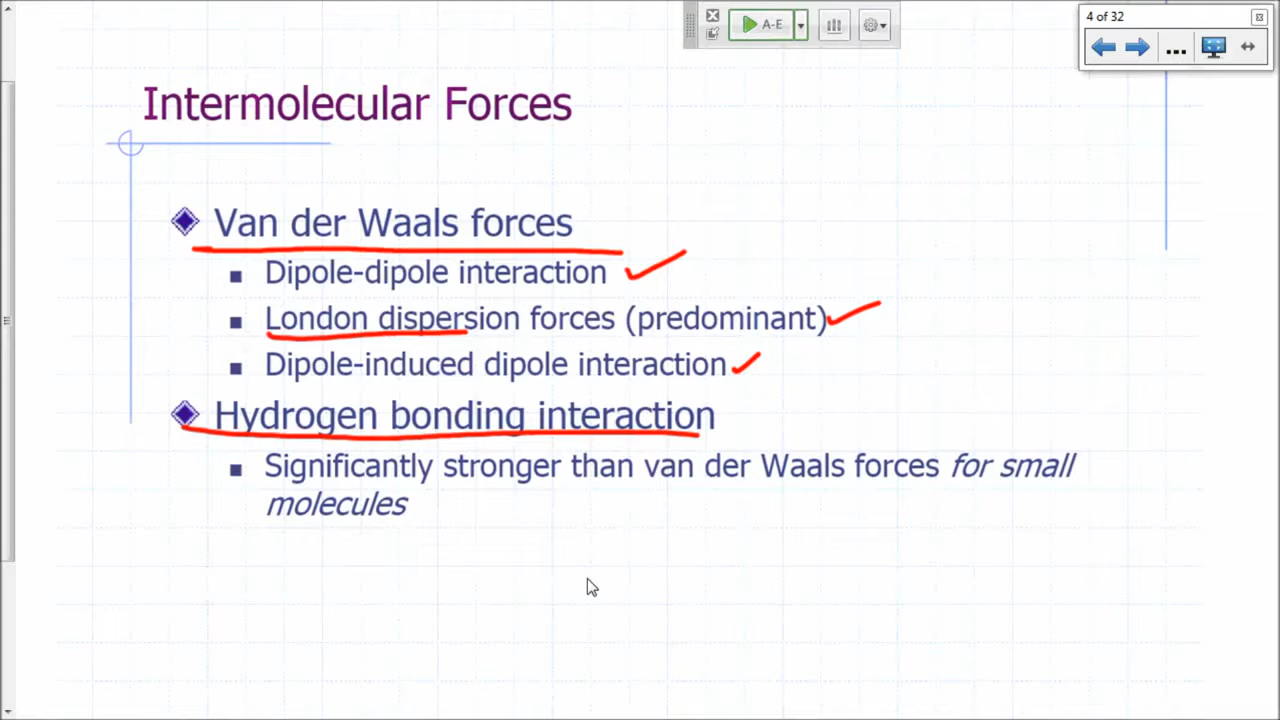 A-E
4 of 32
...
Intermolecular Forces
Van der Waals forces
Dipole-dipole interaction
London dispersion forces (predominant)
Dipole-induced dipole interaction
Hydrogen bonding interaction
Significantly stronger than van der Waals forces for small
molecules